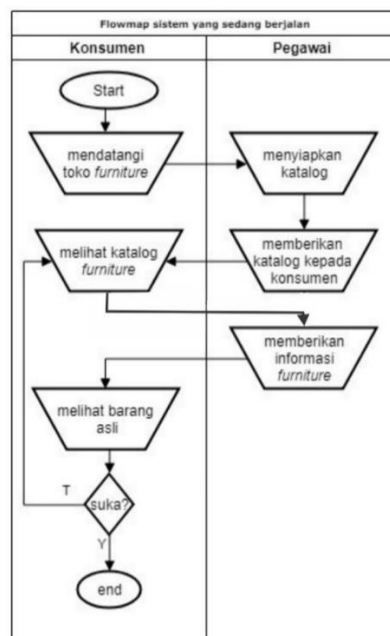 Flowmap sistem yang sedang berjalan
Konsumen
Pegawai
Start
mendatangi
toko furniture
menyiapkan
katalog
memberikan
katalog kepada
konsumen
melihat katalog
furniture
memberikan
informasi
furniture
melihat barang
asli
suka?
T
Y
end